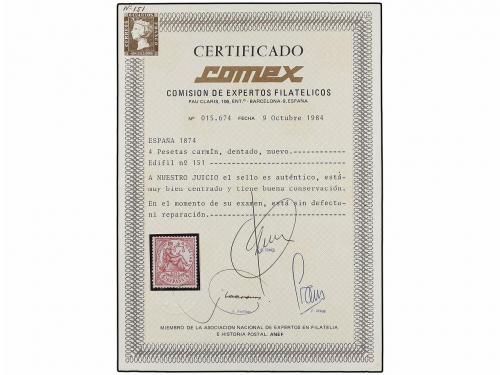 Nº 151
CERTIFICADO
comex
COMISION DE EXPERTOS FILATELICOS
PAU CLARIS, 106, ENT.º - BARCELONA-9. ESPAÑA
Nº 015.674 FECHA 9 Octubre 1984
ESPAÑA 1874
4 Pesetas carmín, dentado, nuevo.
Edifil nº 151
A NUESTRO JUICIO el sello es auténtico, está
muy bien centrado y tiene buena conservación.
En el momento de su examen, está sin defecto
ni reparación.
MIEMBRO DE LA ASOCIACION NACIONAL DE EXPERTOS EN FILATELIA
E HISTORIA POSTAL. ANEF.